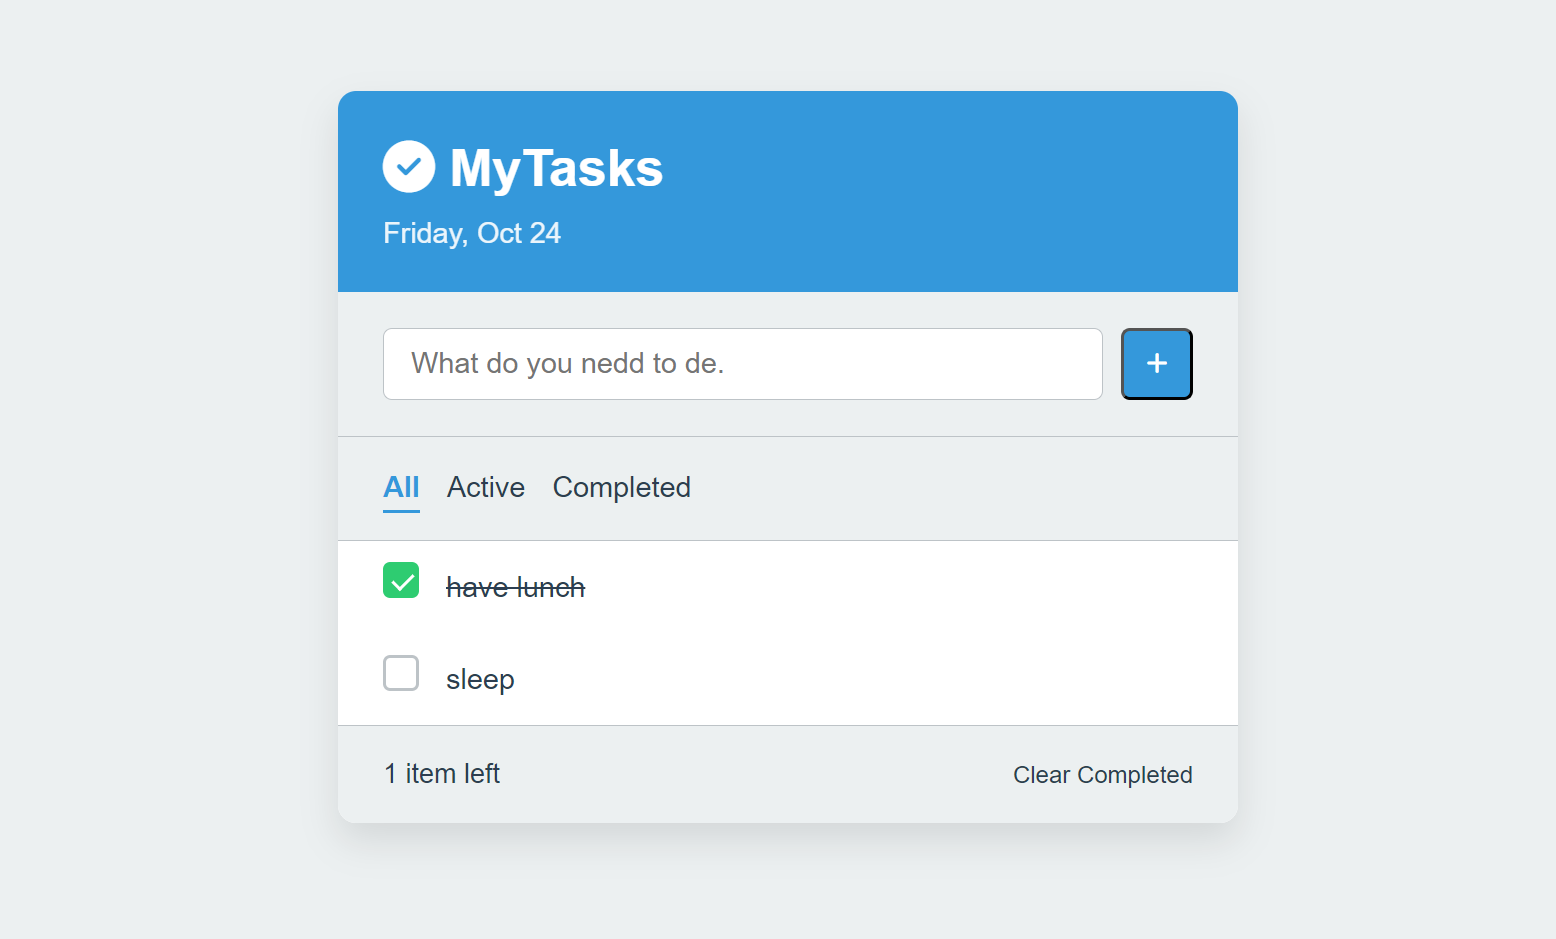 MyTasks
Friday, Oct 24
What do you nedd to de.
+
All Active Completed
have lunch
sleep
1 item left Clear Completed